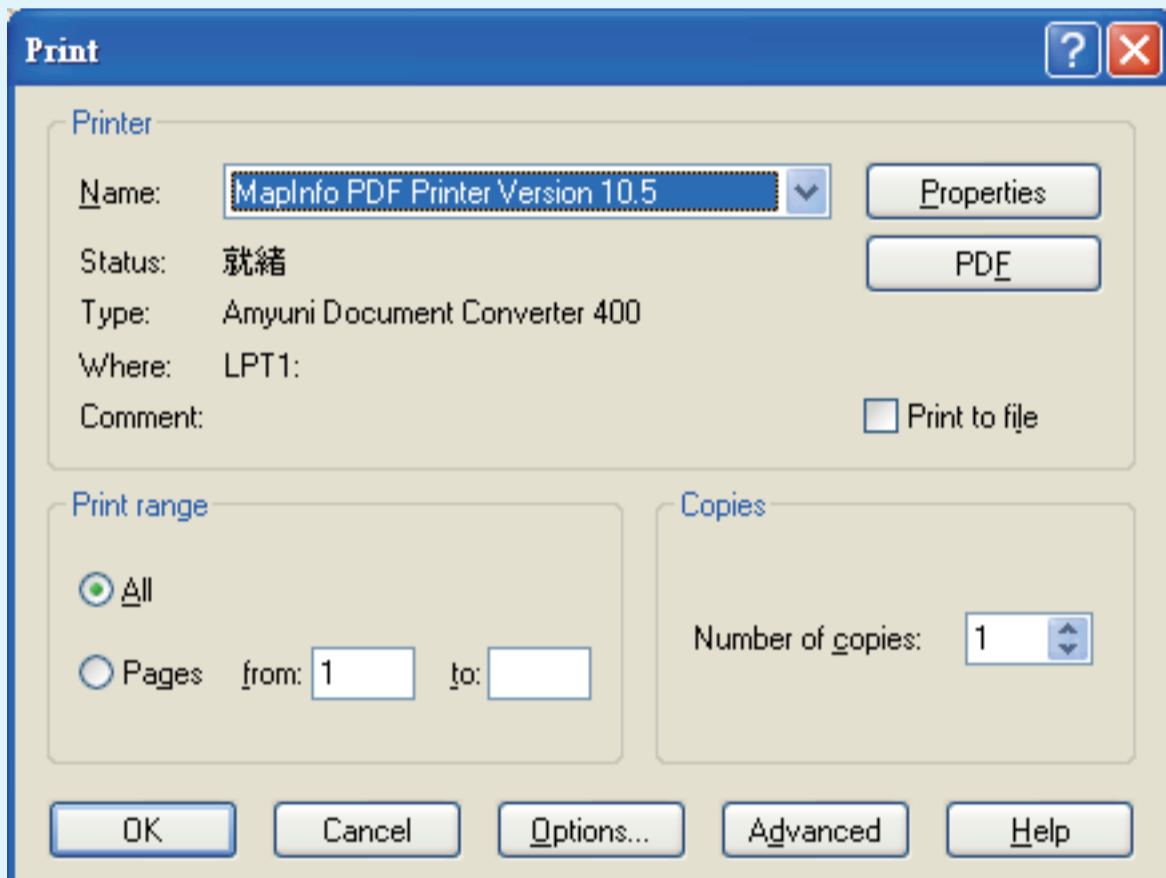 Print
Printer
Name: MapInfo PDF Printer Version 10.5 Properties
Status: 就緒 PDF
Type: Amyuni Document Converter 400
Where: LPT1:
Comment: Print to file
Print range
All
Pages from: 1 to:
Copies
Number of copies: 1
OK Cancel Options... Advanced Help